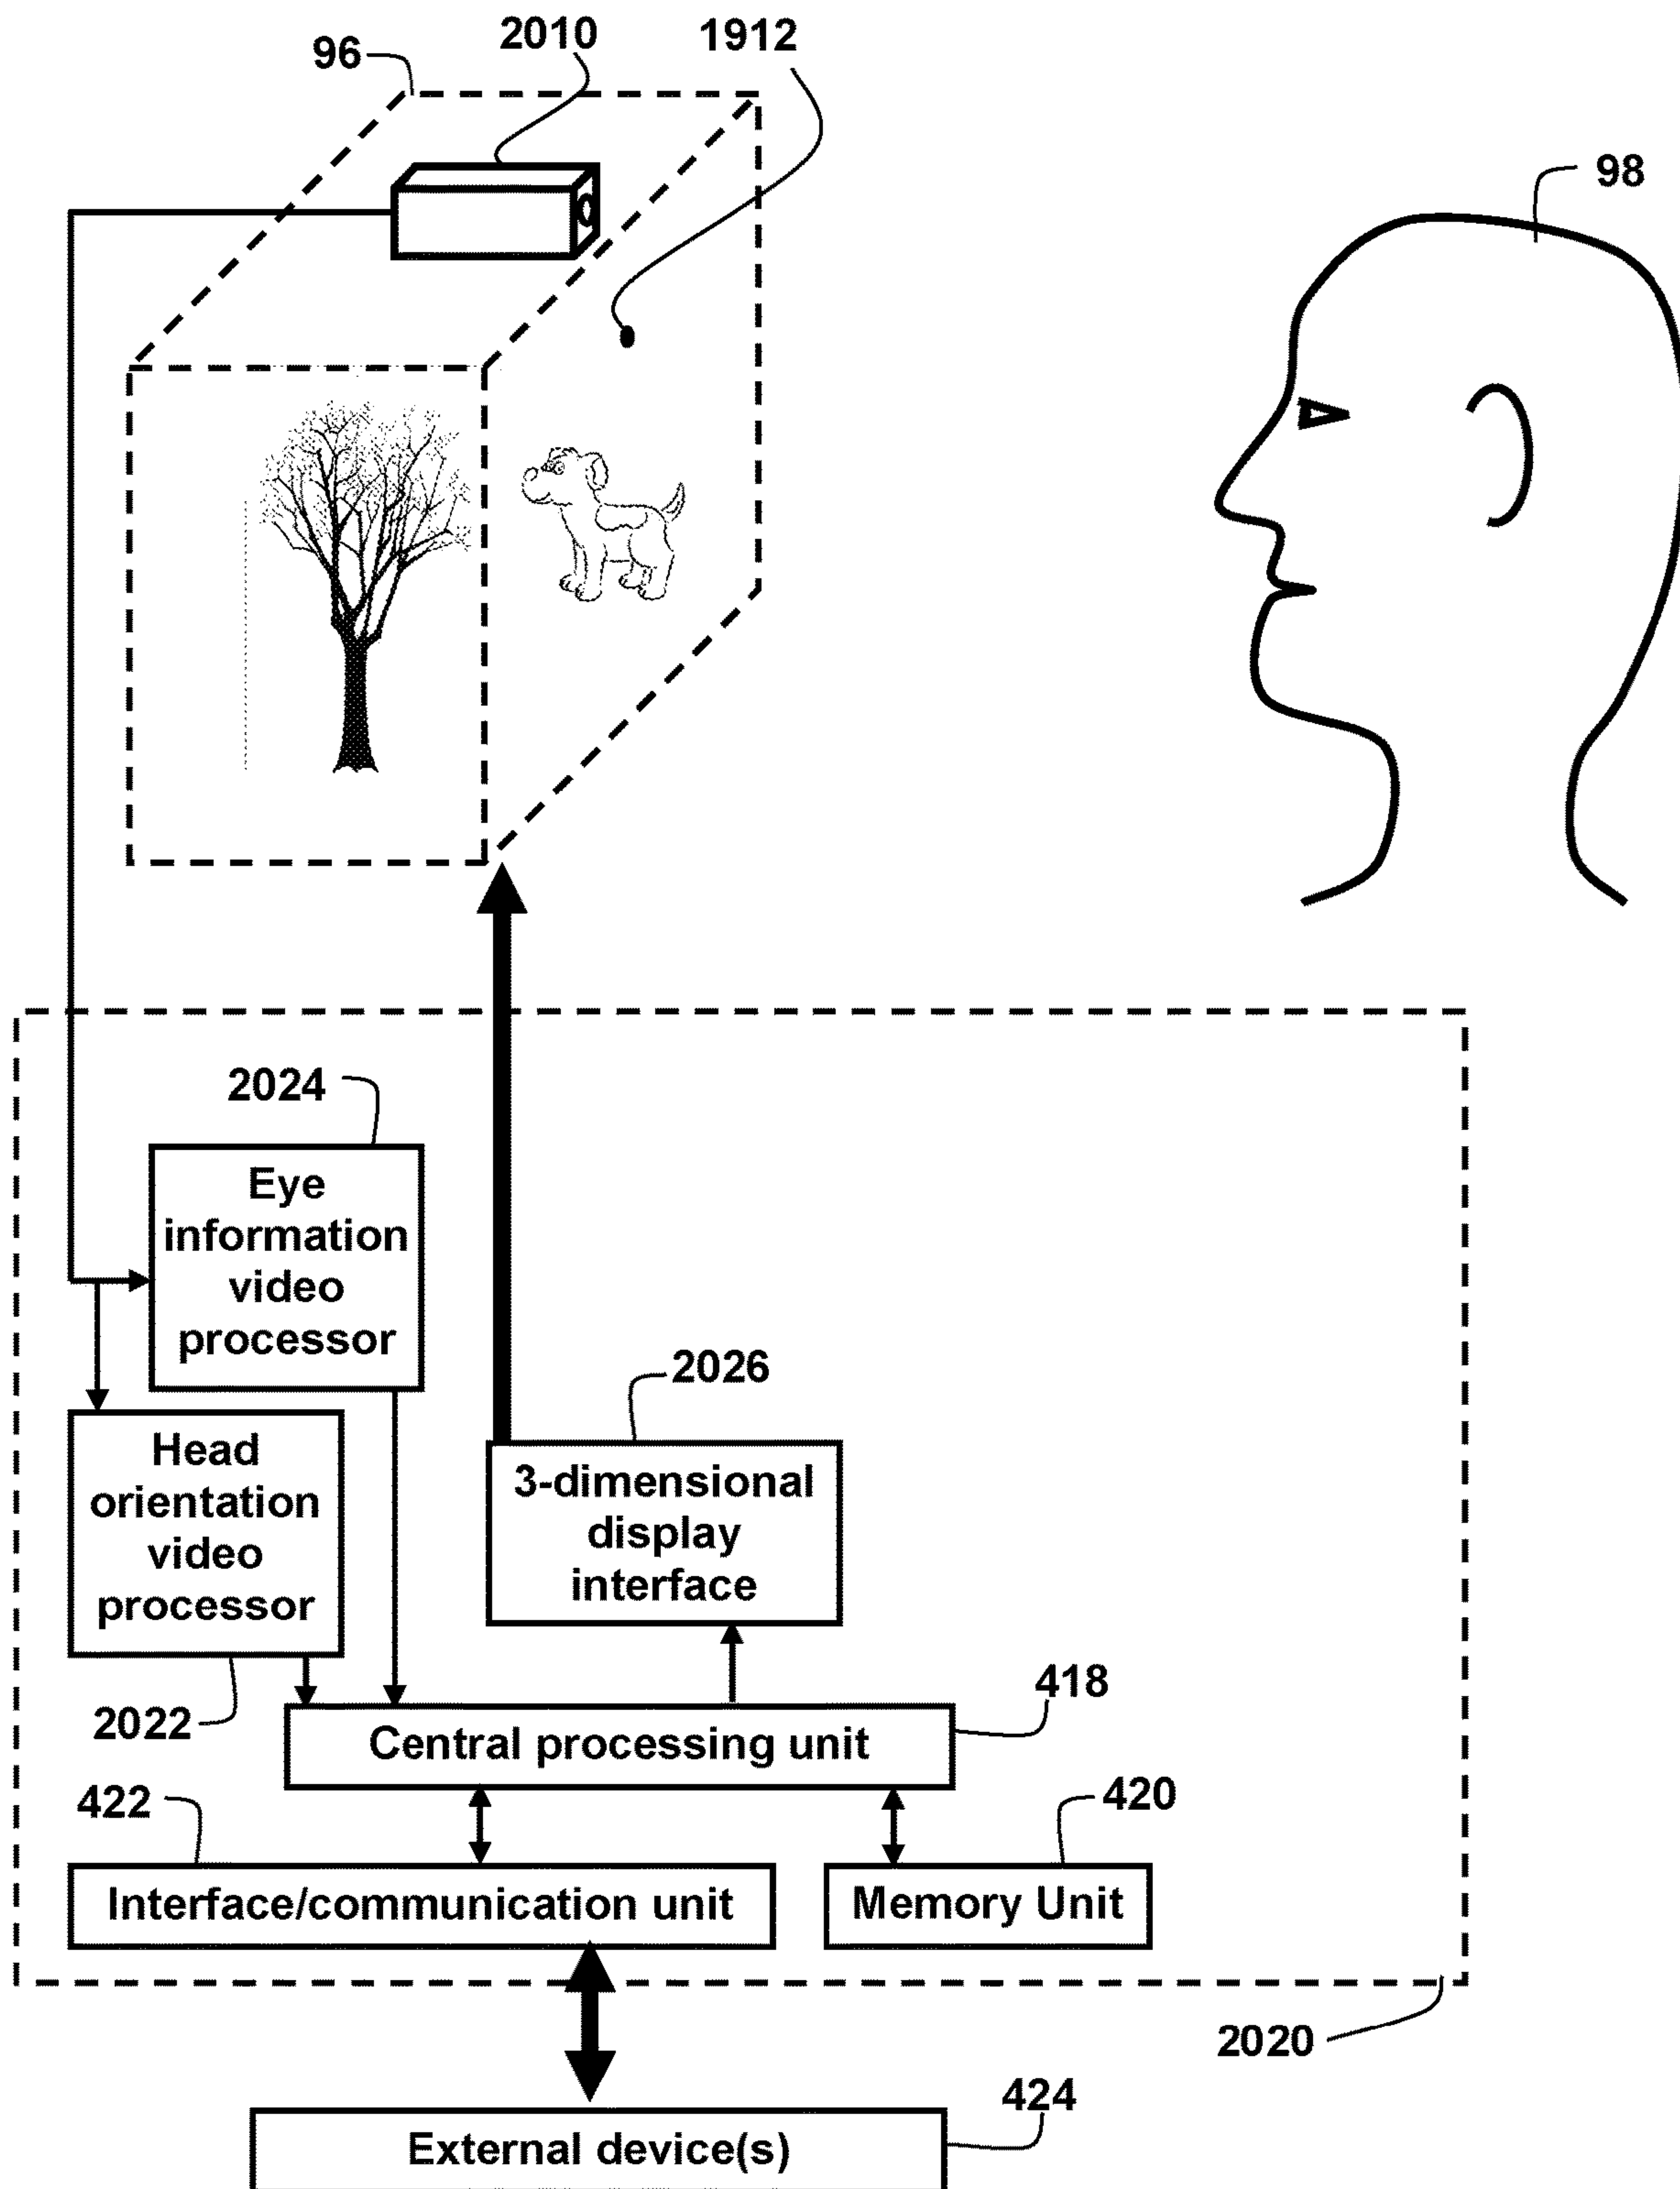 2010
1912
96
98
2024
Eye
information
video
processor
2026
Head
orientation
video
processor
3-dimensional
display
interface
418
2022
Central processing unit
422
420
Interface/communication unit
Memory Unit
2020
424
External device(s)